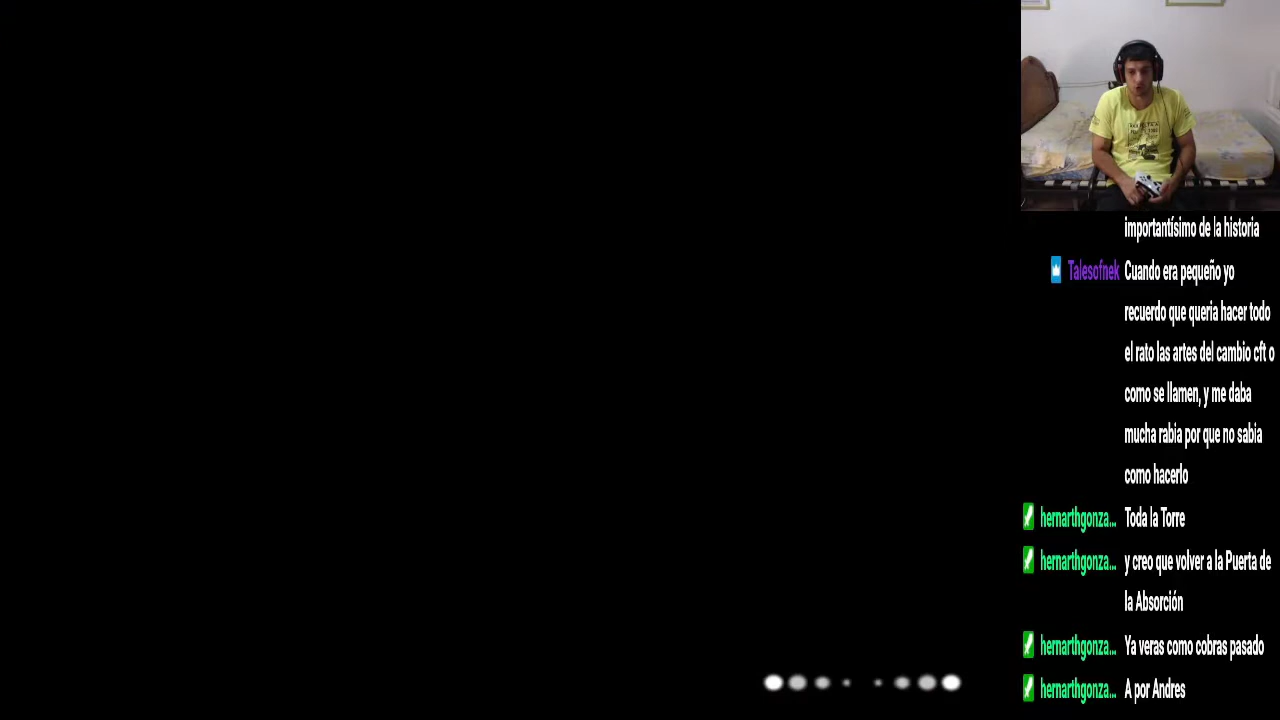 importantísimo de la historia
Talesofnek Cuando era pequeño yo
recuerdo que queria hacer todo
el rato las artes del cambio cft o
como se llamen, y me daba
mucha rabia por que no sabia
como hacerlo
hernarthgonza... Toda la Torre
hernarthgonza... y creo que volver a la Puerta de
la Absorción
hernarthgonza... Ya veras como cobras pasado
hernarthgonza... A por Andres